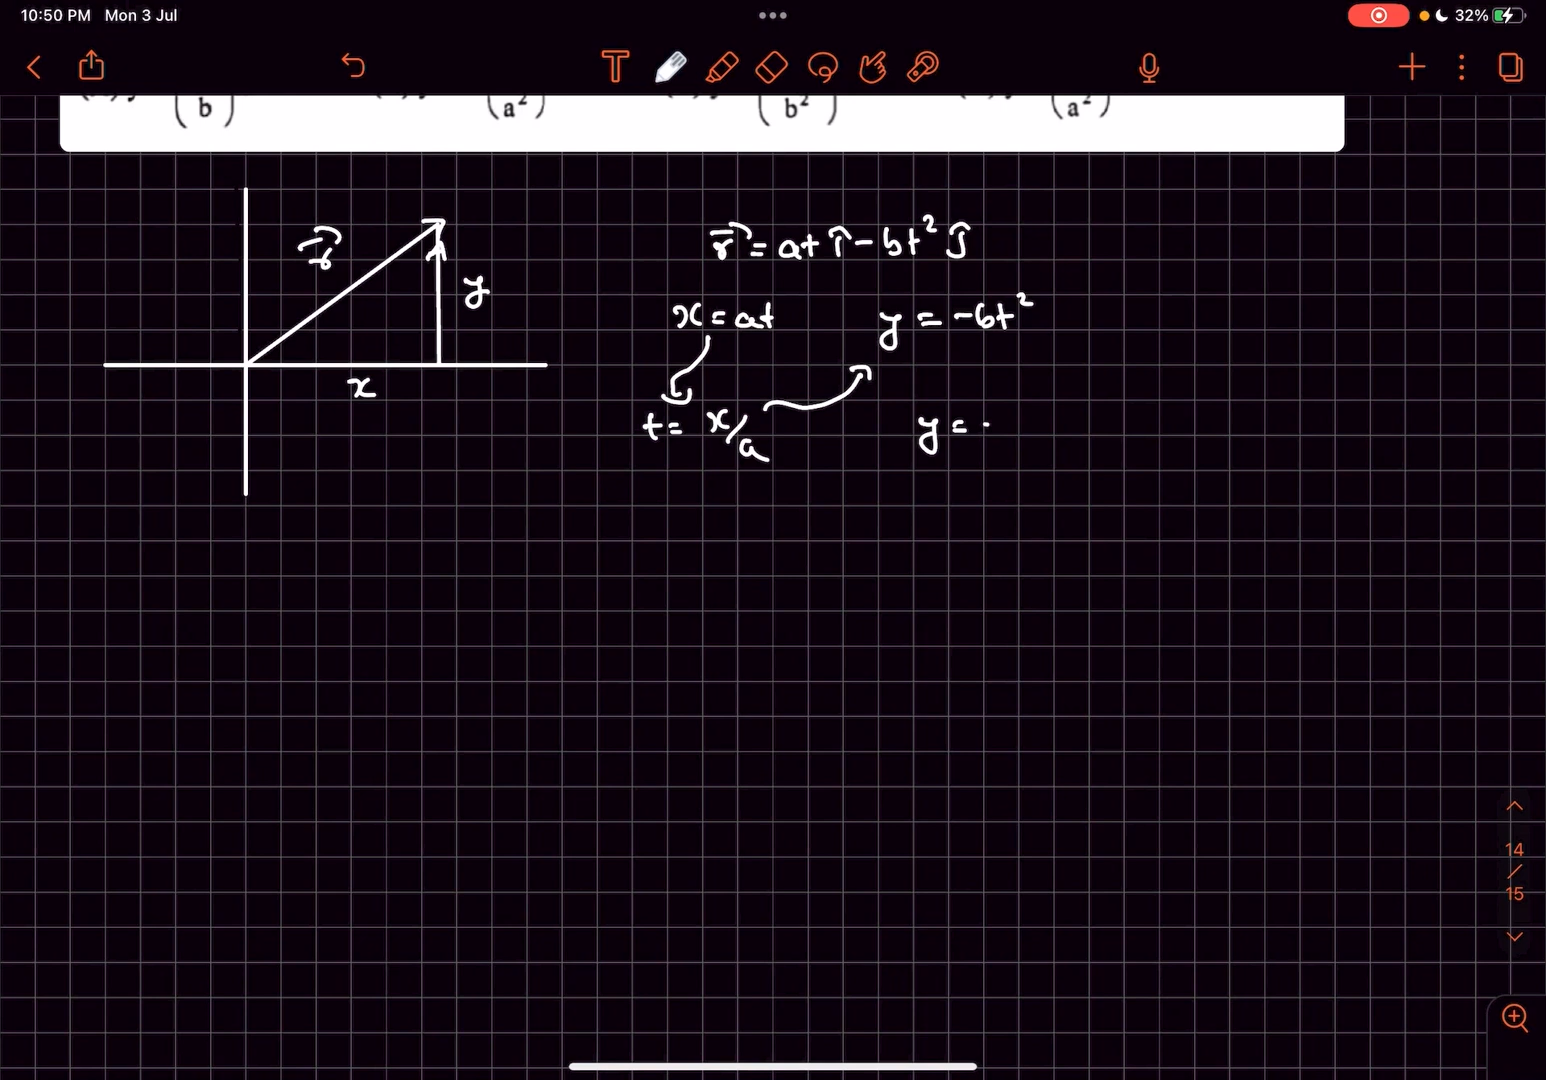 10:50 PM Mon 3 Jul
32%
T
(b) (a²) (b²) (a²)
r⃗ = at î - bt² ĵ
r⃗
y
x = at y = -bt²
x
t = x/a y = -
14
/
15